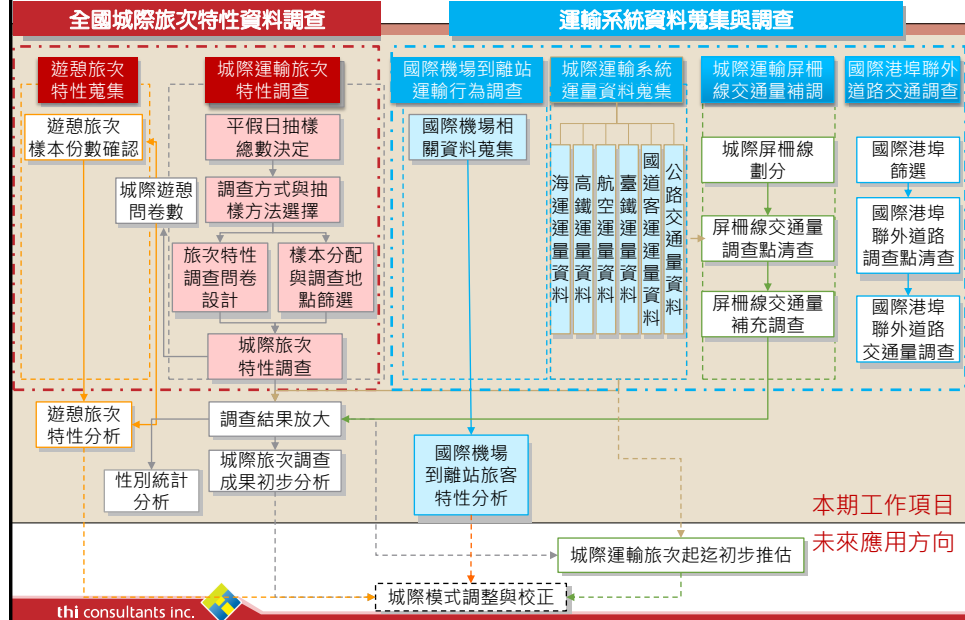 全國城際旅次特性資料調查
運輸系統資料蒐集與調查
遊憩旅次
特性蒐集
城際運輸旅次
特性調查
國際機場到離站
運輸行為調查
城際運輸系統
運量資料蒐集
城際運輸屏柵
線交通量補調
國際港埠聯外
道路交通調查
遊憩旅次
樣本份數確認
平假日抽樣
總數決定
城際遊憩
問卷數
調查方式與抽
樣方法選擇
旅次特性
調查問卷
設計
樣本分配
與調查地
點篩選
城際旅次
特性調查
國際機場相
關資料蒐集
海運運量資料
高鐵運量資料
航空運量資料
臺鐵運量資料
國道客運運量資料
公路交通量資料
城際屏柵線
劃分
屏柵線交通量
調查點清查
屏柵線交通量
補充調查
國際港埠
篩選
國際港埠
聯外道路
調查點清查
國際港埠
聯外道路
交通量調查
遊憩旅次
特性分析
調查結果放大
性別統計
分析
城際旅次調查
成果初步分析
國際機場
到離站旅客
特性分析
本期工作項目
未來應用方向
城際運輸旅次起迄初步推估
城際模式調整與校正
thi consultants inc.